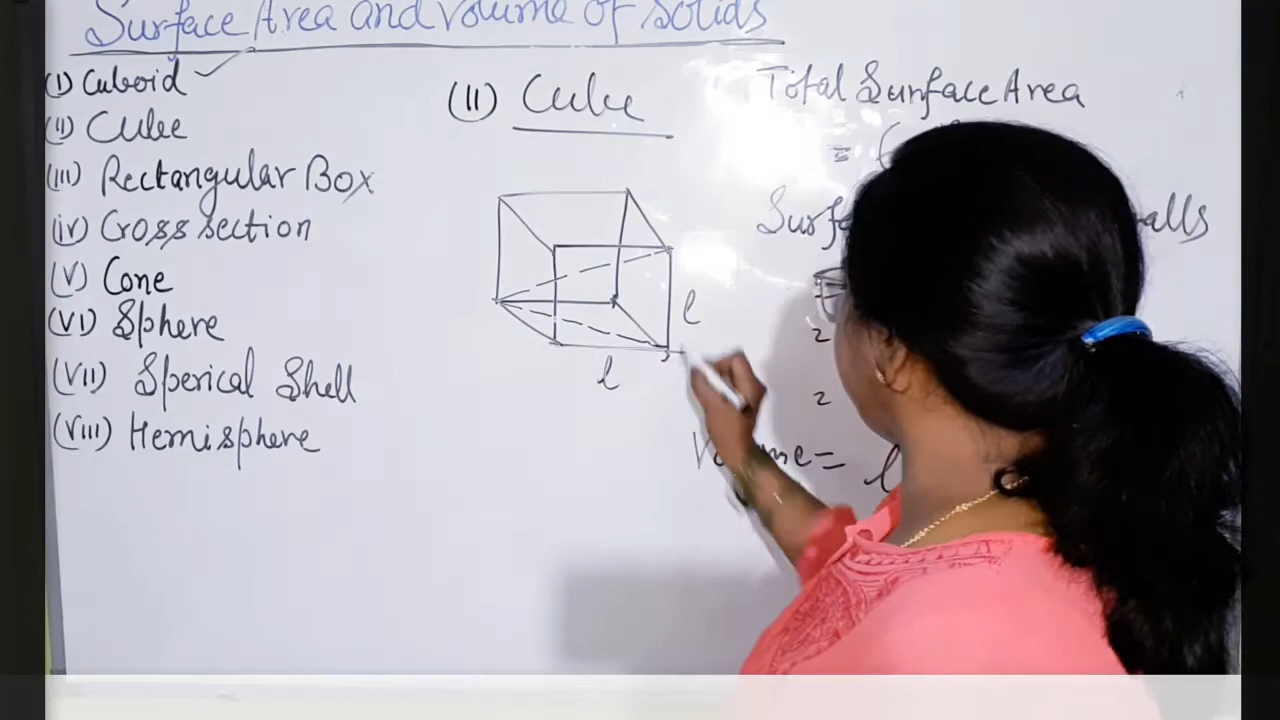 Surface Area and Volume of Solids
(I) Cuboid ✓
(II) Cube
(III) Rectangular Box
(iv) Cross section
(V) Cone
(VI) Sphere
(VII) Sperical Shell
(VIII) Hemisphere
(II) Cube
l
l
Total Surface Area
= 
Volume = l